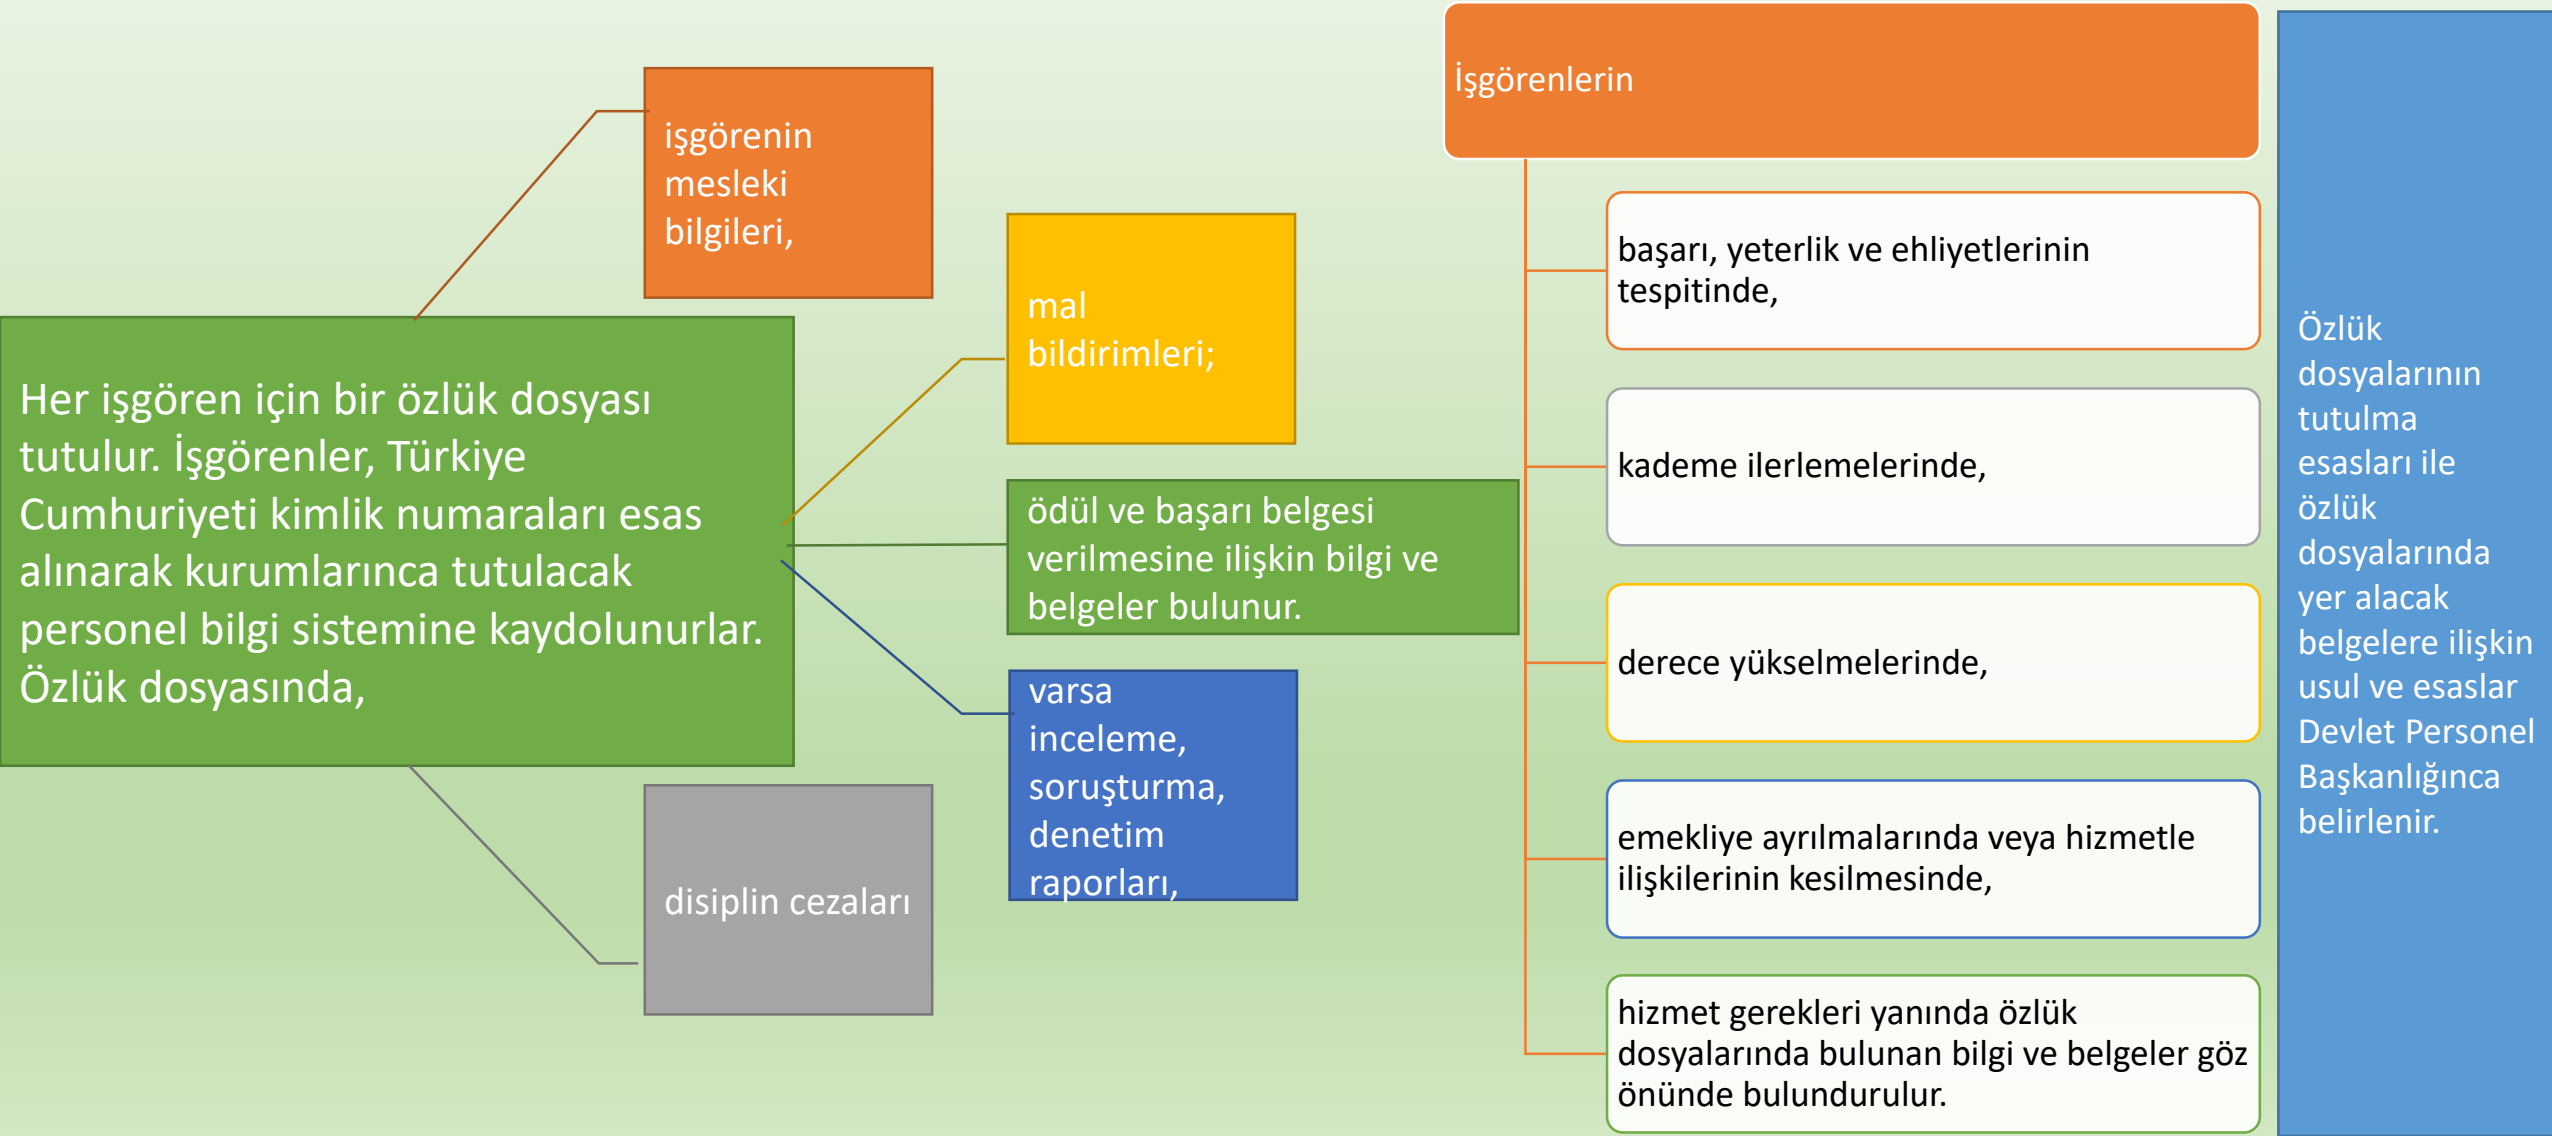 Her işgören için bir özlük dosyası
tutulur. İşgörenler, Türkiye
Cumhuriyeti kimlik numaraları esas
alınarak kurumlarınca tutulacak
personel bilgi sistemine kaydolunurlar.
Özlük dosyasında,
işgörenin
mesleki
bilgileri,
mal
bildirimleri;
ödül ve başarı belgesi
verilmesine ilişkin bilgi ve
belgeler bulunur.
varsa
inceleme,
soruşturma,
denetim
raporları,
disiplin cezaları
İşgörenlerin
başarı, yeterlik ve ehliyetlerinin
tespitinde,
kademe ilerlemelerinde,
derece yükselmelerinde,
emekliye ayrılmalarında veya hizmetle
ilişkilerinin kesilmesinde,
hizmet gerekleri yanında özlük
dosyalarında bulunan bilgi ve belgeler göz
önünde bulundurulur.
Özlük
dosyalarının
tutulma
esasları ile
özlük
dosyalarında
yer alacak
belgelere ilişkin
usul ve esaslar
Devlet Personel
Başkanlığınca
belirlenir.